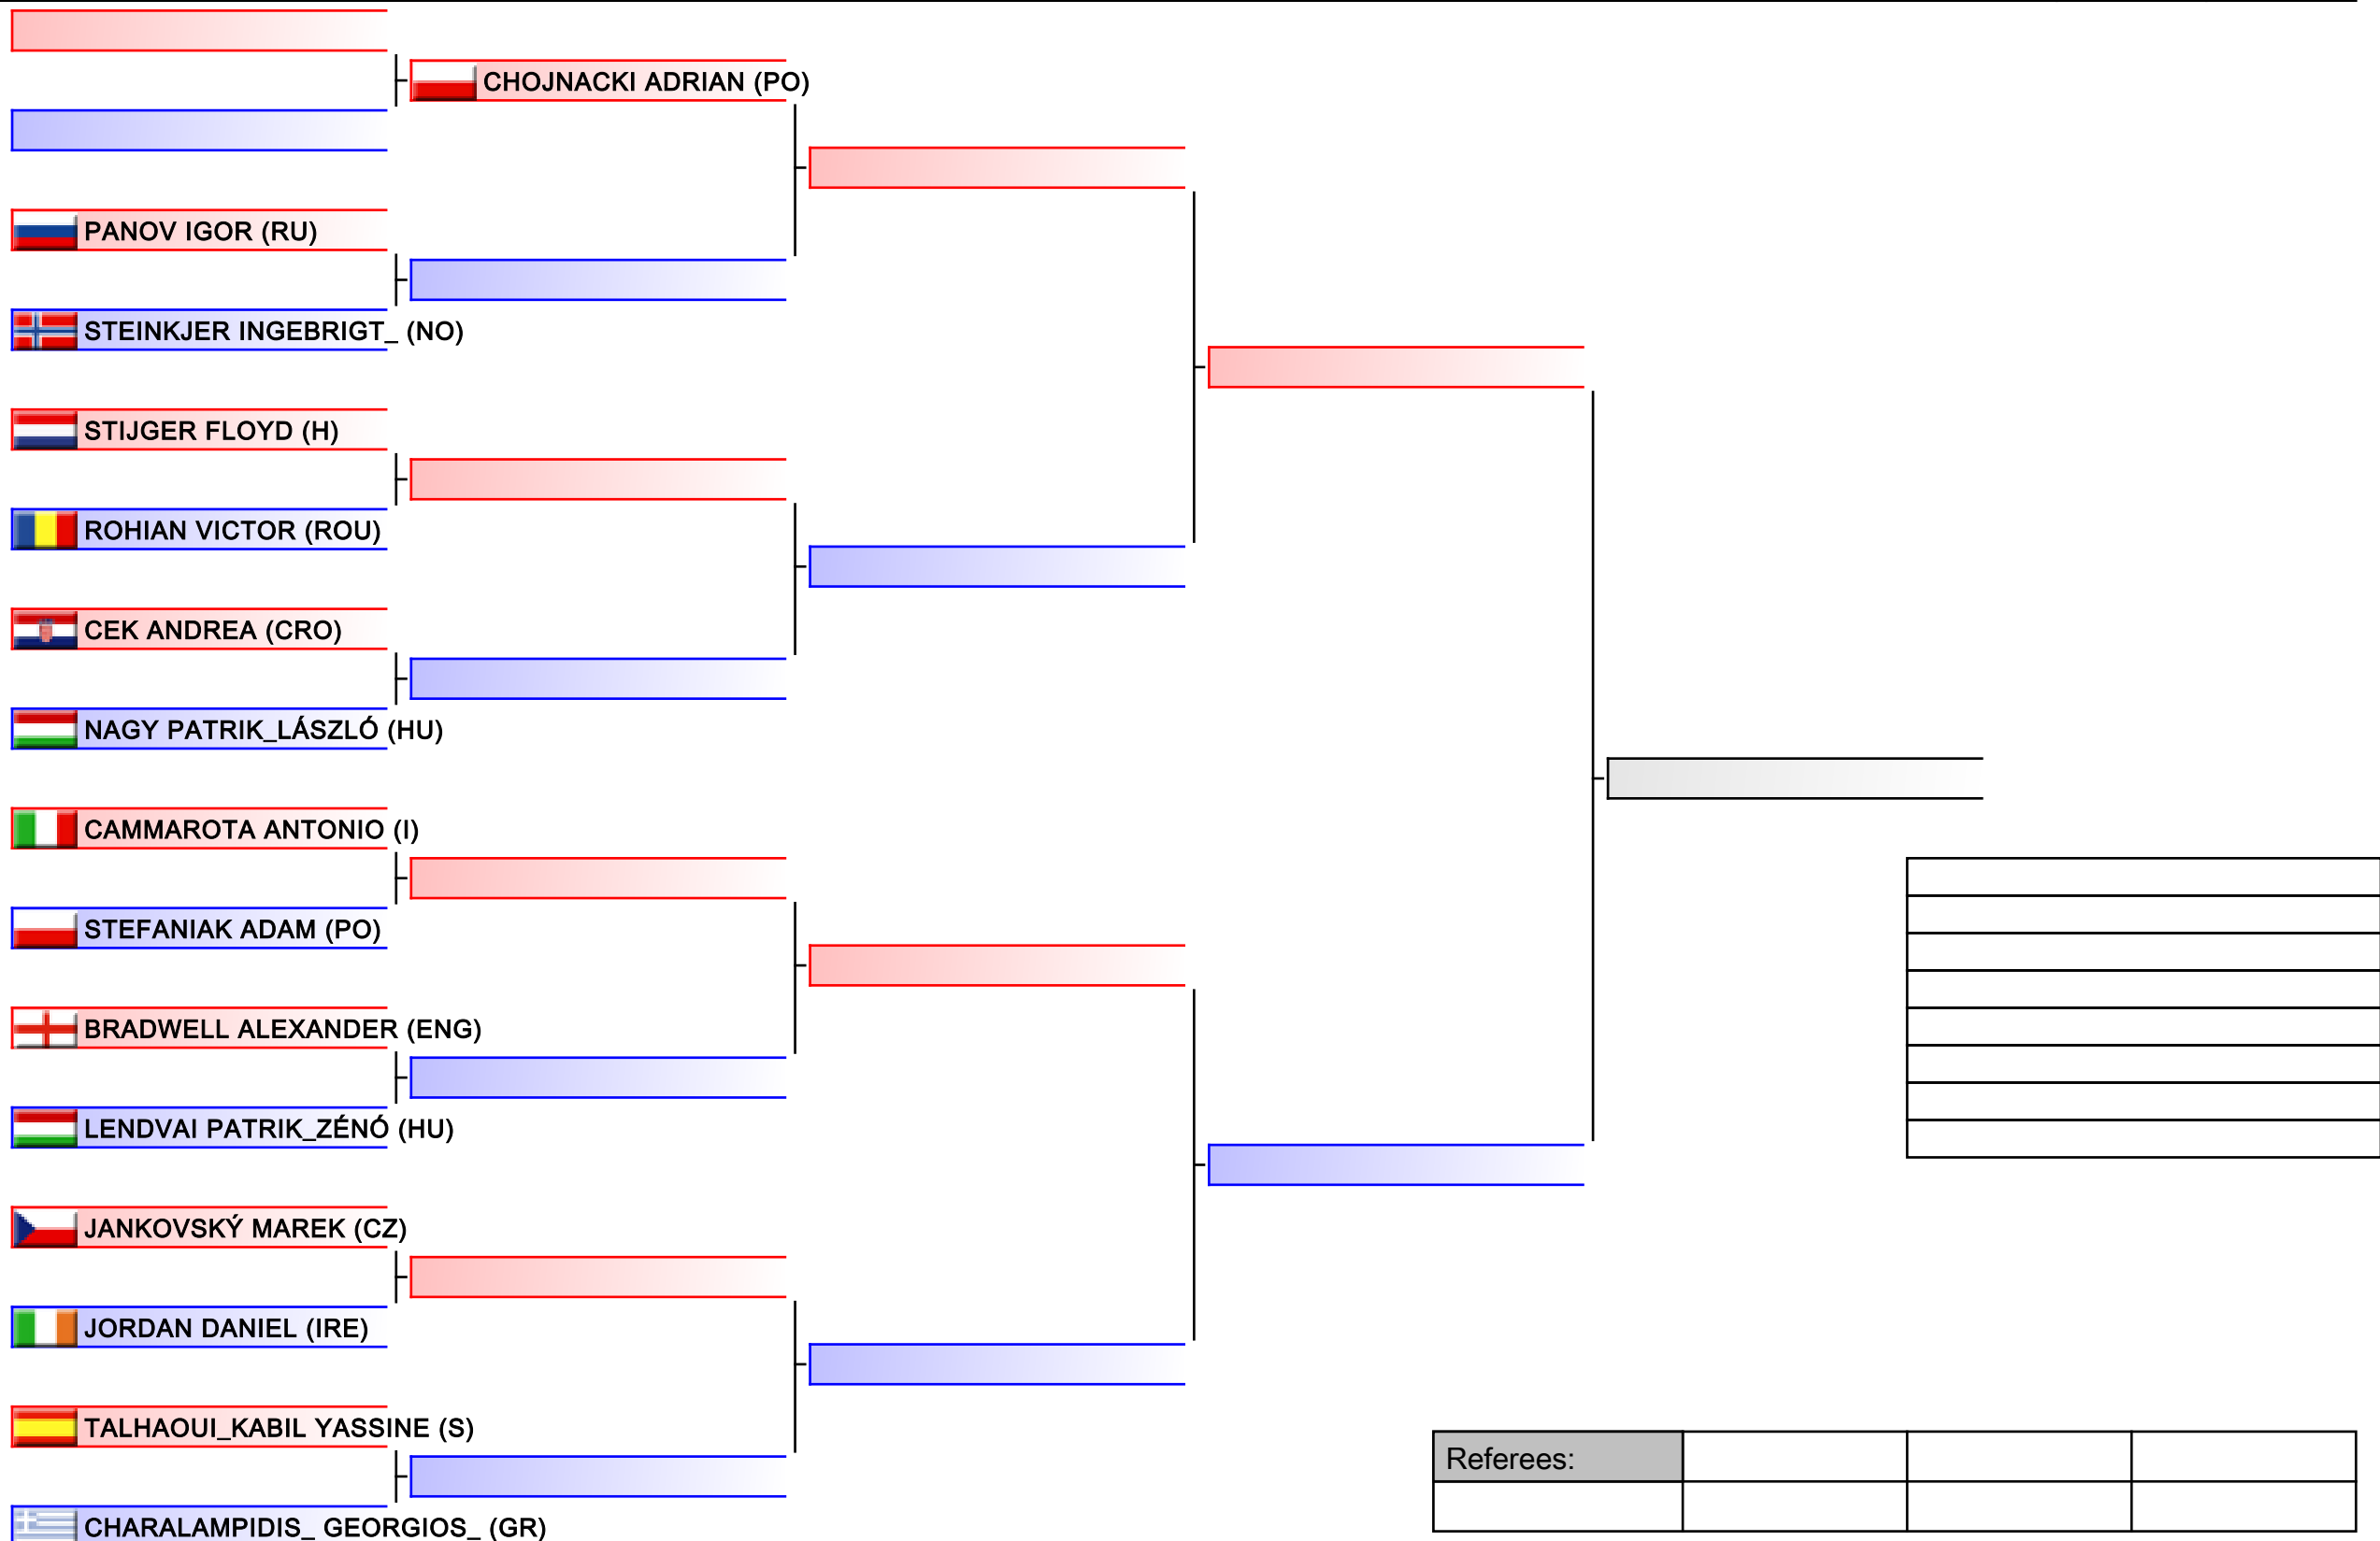 CHOJNACKI ADRIAN (PO)
PANOV IGOR (RU)
STEINKJER INGEBRIGT_ (NO)
STIJGER FLOYD (H)
ROHIAN VICTOR (ROU)
CEK ANDREA (CRO)
NAGY PATRIK_LÁSZLÓ (HU)
CAMMAROTA ANTONIO (I)
STEFANIAK ADAM (PO)
BRADWELL ALEXANDER (ENG)
LENDVAI PATRIK_ZÉNÓ (HU)
JANKOVSKÝ MAREK (CZ)
JORDAN DANIEL (IRE)
TALHAOUI_KABIL YASSINE (S)
Referees:
CHARALAMPIDIS_ GEORGIOS_ (GR)